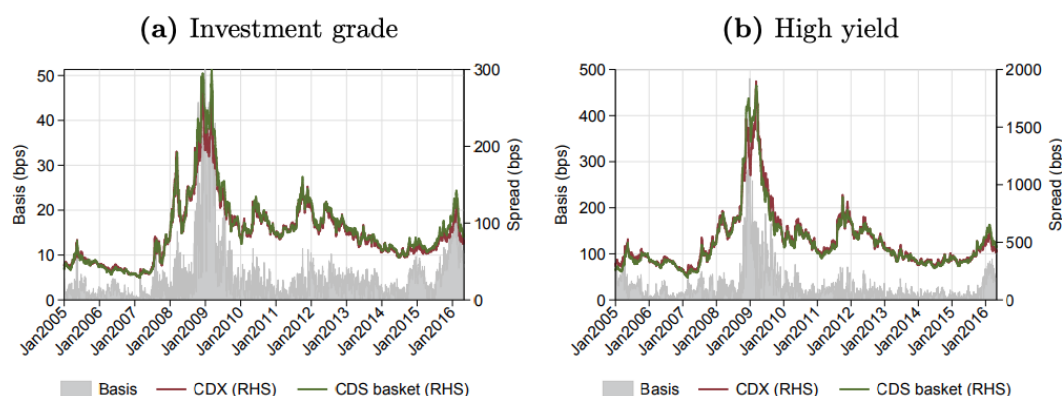 (a) Investment grade
(b) High yield
Basis (bps)
50
40
30
20
10
0
300
200
100
0
Spread (bps)
Jan2005
Jan2006
Jan2007
Jan2008
Jan2009
Jan2010
Jan2011
Jan2012
Jan2013
Jan2014
Jan2015
Jan2016
Basis CDX (RHS) CDS basket (RHS)
Basis (bps)
500
400
300
200
100
0
2000
1500
1000
500
0
Spread (bps)
Jan2005
Jan2006
Jan2007
Jan2008
Jan2009
Jan2010
Jan2011
Jan2012
Jan2013
Jan2014
Jan2015
Jan2016
Basis CDX (RHS) CDS basket (RHS)